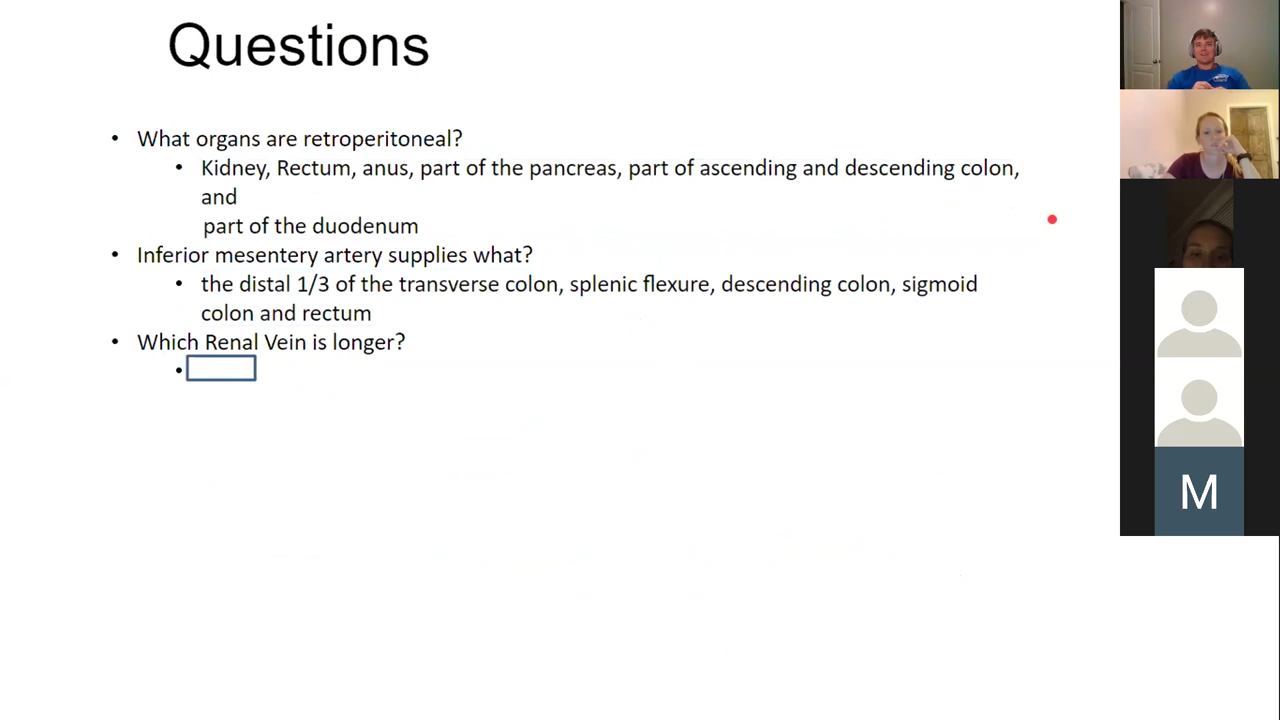 Questions
• What organs are retroperitoneal?
• Kidney, Rectum, anus, part of the pancreas, part of ascending and descending colon,
and
part of the duodenum
• Inferior mesentery artery supplies what?
• the distal 1/3 of the transverse colon, splenic flexure, descending colon, sigmoid
colon and rectum
• Which Renal Vein is longer?
•
M